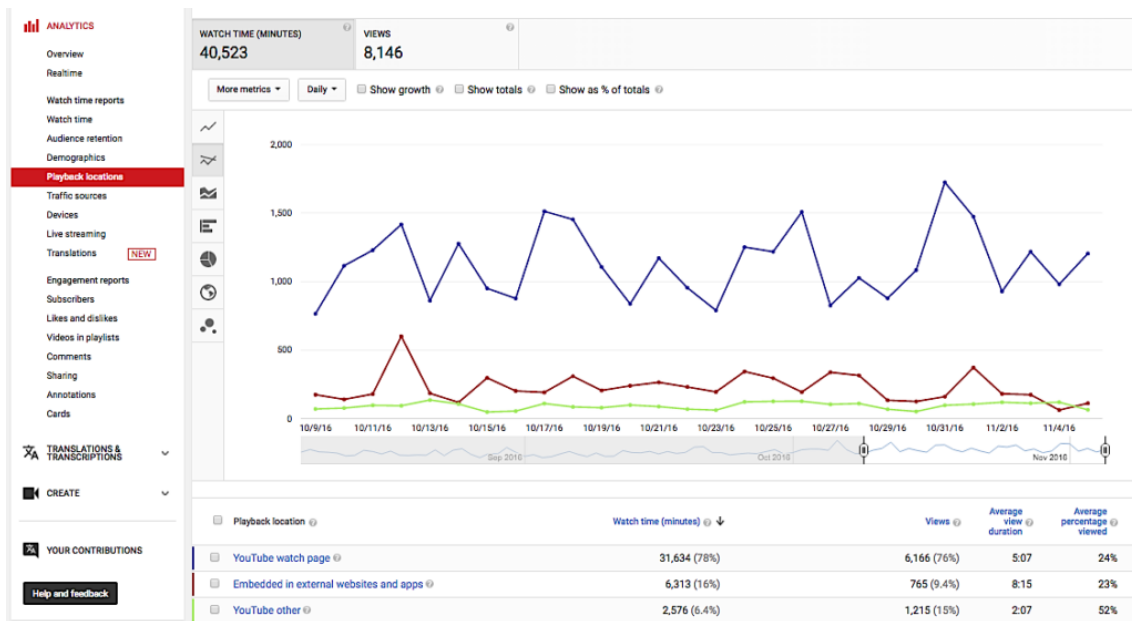 ANALYTICS
Overview
Realtime
Watch time reports
Watch time
Audience retention
Demographics
Playback locations
Traffic sources
Devices
Live streaming
Translations NEW
Engagement reports
Subscribers
Likes and dislikes
Videos in playlists
Comments
Sharing
Annotations
Cards
TRANSLATIONS &
TRANSCRIPTIONS
CREATE
YOUR CONTRIBUTIONS
Help and feedback
WATCH TIME (MINUTES) ?
40,523
VIEWS ?
8,146
More metrics Daily Show growth ? Show totals ? Show as % of totals ?
2,000
1,500
1,000
500
0
10/9/16 10/11/16 10/13/16 10/15/16 10/17/16 10/19/16 10/21/16 10/23/16 10/25/16 10/27/16 10/29/16 10/31/16 11/2/16 11/4/16
Sep 2016 Oct 2016 Nov 2016
Playback location ? Watch time (minutes) ? Views ? Average view duration ? Average percentage viewed ?
YouTube watch page ? 31,634 (78%) 6,166 (76%) 5:07 24%
Embedded in external websites and apps ? 6,313 (16%) 765 (9.4%) 8:15 23%
YouTube other ? 2,576 (6.4%) 1,215 (15%) 2:07 52%